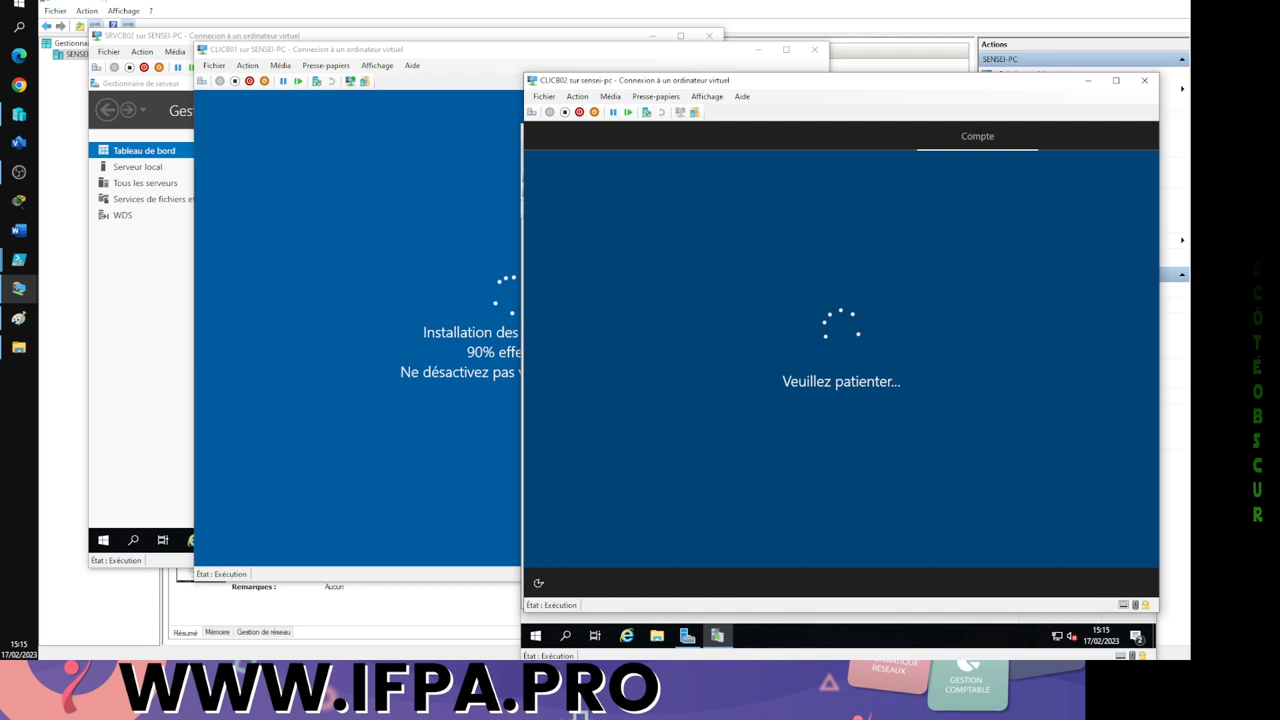 Fichier Action Affichage ?
Gestionna
SENSEI
SRVCB02 sur SENSEI-PC - Connexion à un ordinateur virtuel
Fichier Action Média
Gestionnaire de serveur
Ges
Tableau de bord
Serveur local
Tous les serveurs
Services de fichiers et
WDS
État : Exécution
CLICB01 sur SENSEI-PC - Connexion à un ordinateur virtuel
Fichier Action Média Presse-papiers Affichage Aide
Installation des
90% effe
Ne désactivez pas v
État : Exécution
CLICB02 sur sensei-pc - Connexion à un ordinateur virtuel
Fichier Action Média Presse-papiers Affichage Aide
Compte
Veuillez patienter...
État : Exécution
Actions
SENSEI-PC
Remarques : Aucun
Résumé Mémoire Gestion de réseau
15:15
17/02/2023
2
État : Exécution
15:15
17/02/2023
ECÔTÉOBSCUR
WWW.IFPA.PRO
RÉSEAUX
GESTION
COMPTABLE